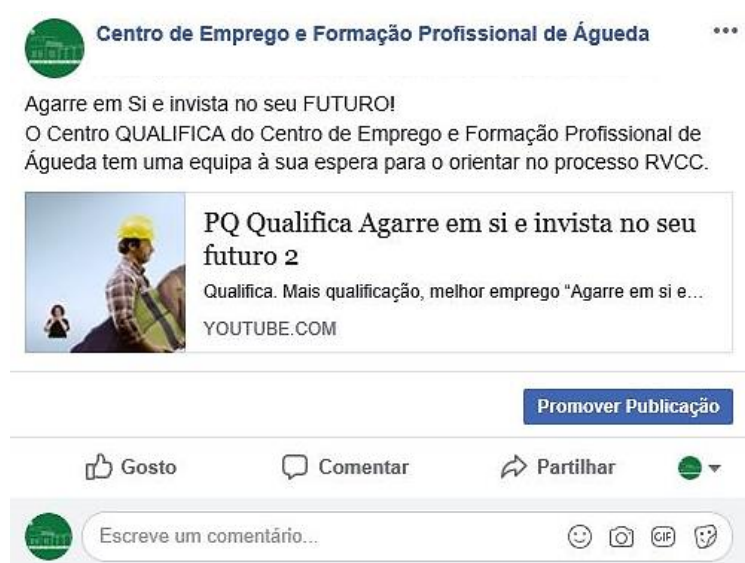 Centro de Emprego e Formação Profissional de Águeda
Agarre em Si e invista no seu FUTURO!
O Centro QUALIFICA do Centro de Emprego e Formação Profissional de
Águeda tem uma equipa à sua espera para o orientar no processo RVCC.
PQ Qualifica Agarre em si e invista no seu
futuro 2
Qualifica. Mais qualificação, melhor emprego “Agarre em si e...
YOUTUBE.COM
Promover Publicação
Gosto Comentar Partilhar
Escreve um comentário... GIF